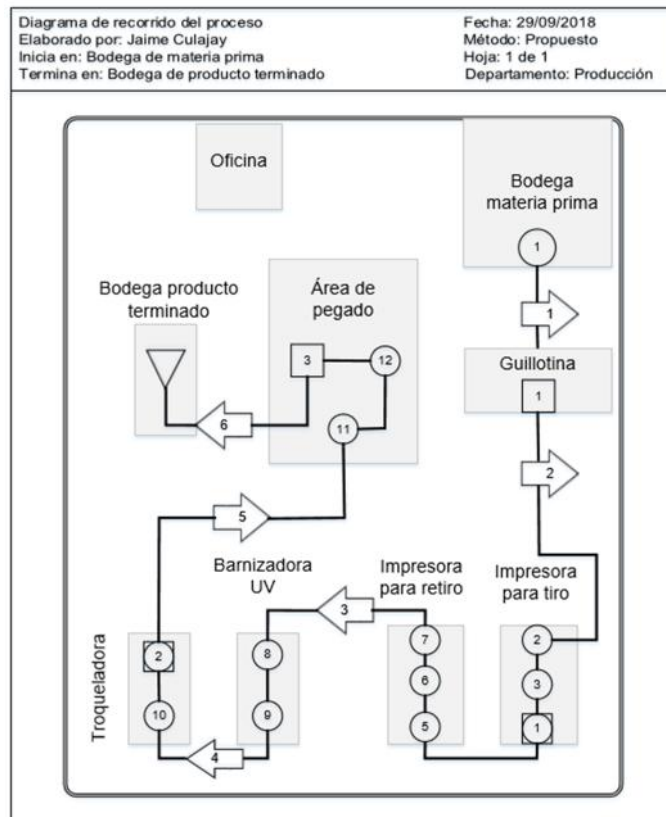 Diagrama de recorrido del proceso
Elaborado por: Jaime Culajay
Inicia en: Bodega de materia prima
Termina en: Bodega de producto terminado
Fecha: 29/09/2018
Método: Propuesto
Hoja: 1 de 1
Departamento: Producción
Oficina
Bodega
materia prima
1
1
Bodega producto
terminado
Área de
pegado
Guillotina
3
12
1
6
11
2
5
Barnizadora
UV
Impresora
para retiro
Impresora
para tiro
3
Troqueladora
2
8
7
2
6
3
10
9
5
1
4